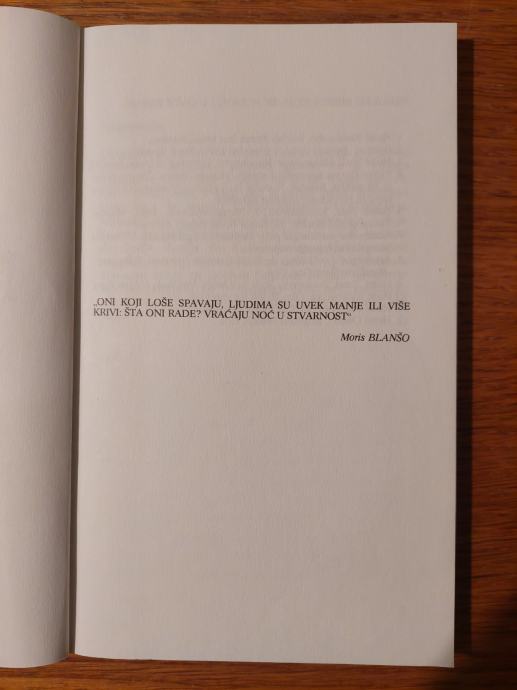 „ONI KOJI LOŠE SPAVAJU, LJUDIMA SU UVEK MANJE ILI VIŠE
KRIVI: ŠTA ONI RADE? VRAĆAJU NOĆ U STVARNOST“
Moris BLANŠO